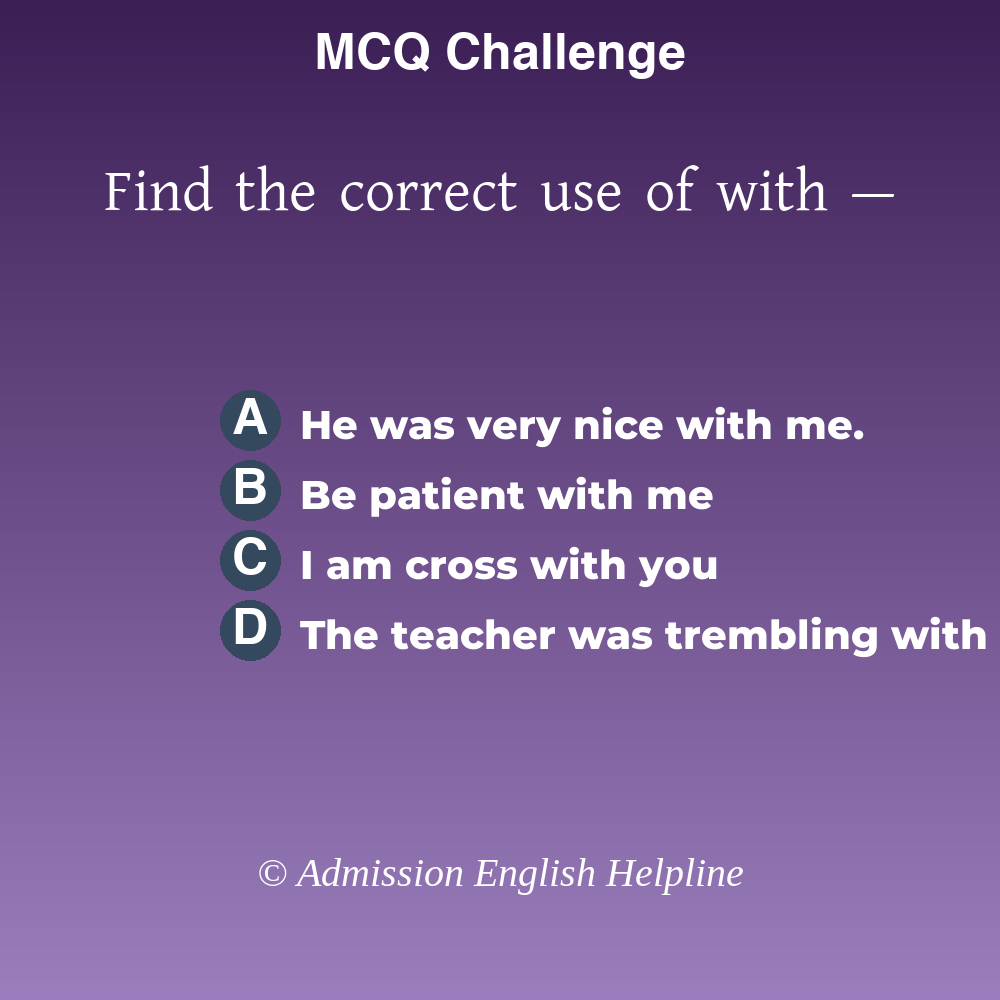 MCQ Challenge
Find the correct use of with —
A He was very nice with me.
B Be patient with me
C I am cross with you
D The teacher was trembling with
© Admission English Helpline